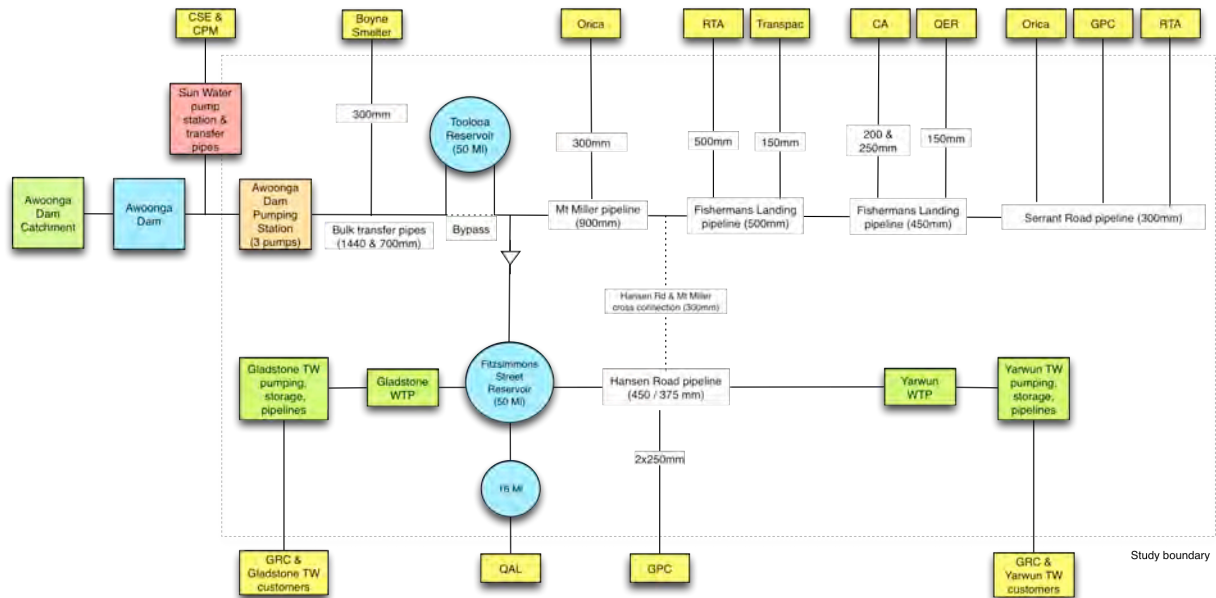 CSE &
CPM
Boyne
Smelter
Orica
RTA
Transpac
CA
QER
Orica
GPC
RTA
Sun Water
pump
station &
transfer
pipes
300mm
Toolooa
Reservoir
(50 Ml)
300mm
500mm
150mm
200 &
250mm
150mm
Awoonga
Dam
Catchment
Awoonga
Dam
Awoonga
Dam
Pumping
Station
(3 pumps)
Bulk transfer pipes
(1440 & 700mm)
Bypass
Mt Miller pipeline
(900mm)
Fishermans Landing
pipeline (500mm)
Fishermans Landing
pipeline (450mm)
Serrant Road pipeline (300mm)
Hansen Rd & Mt Miller
cross connection (300mm)
Gladstone TW
pumping,
storage,
pipelines
Gladstone
WTP
Fitzsimmons
Street
Reservoir
(50 Ml)
Hansen Road pipeline
(450 / 375 mm)
Yarwun
WTP
Yarwun TW
pumping,
storage,
pipelines
2x250mm
Ml
GRC &
Gladstone TW
customers
QAL
GPC
GRC &
Yarwun TW
customers
Study boundary